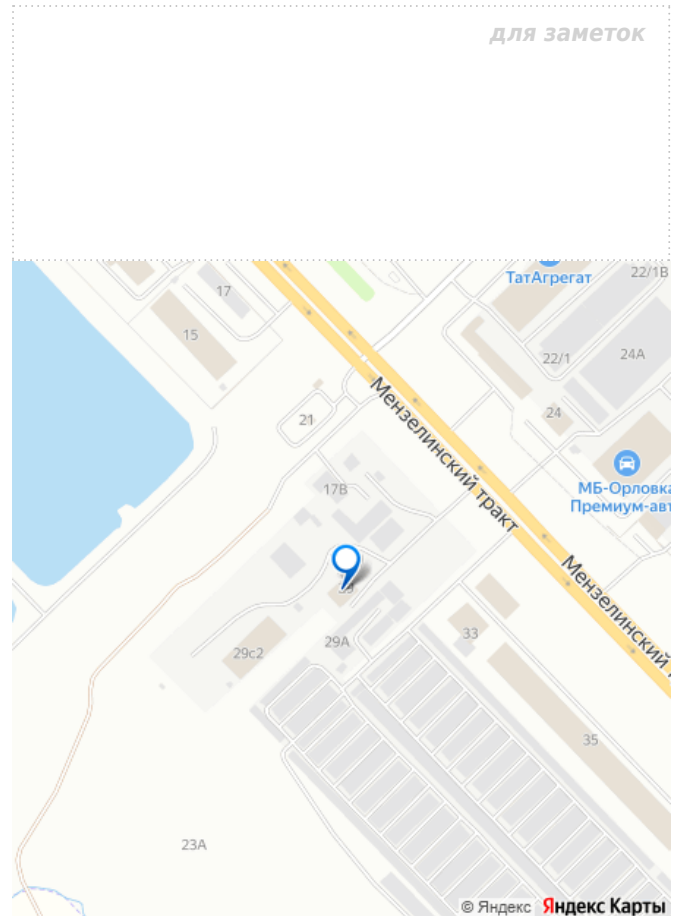 для заметок
ТатАгрегат
22/1В
17
15
22/1
24А
24
21
Мензелинский тракт
МБ-Орловка
Премиум-авт
17В
Мензелинский
29А
33
29с2
35
23А
© Яндекс Яндекс Карты